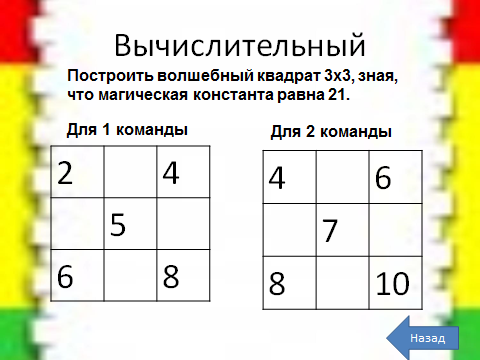 Вычислительный
Построить волшебный квадрат 3х3, зная,
что магическая константа равна 21.
Для 1 команды
2 4
5
6 8
Для 2 команды
4 6
7
8 10
Назад